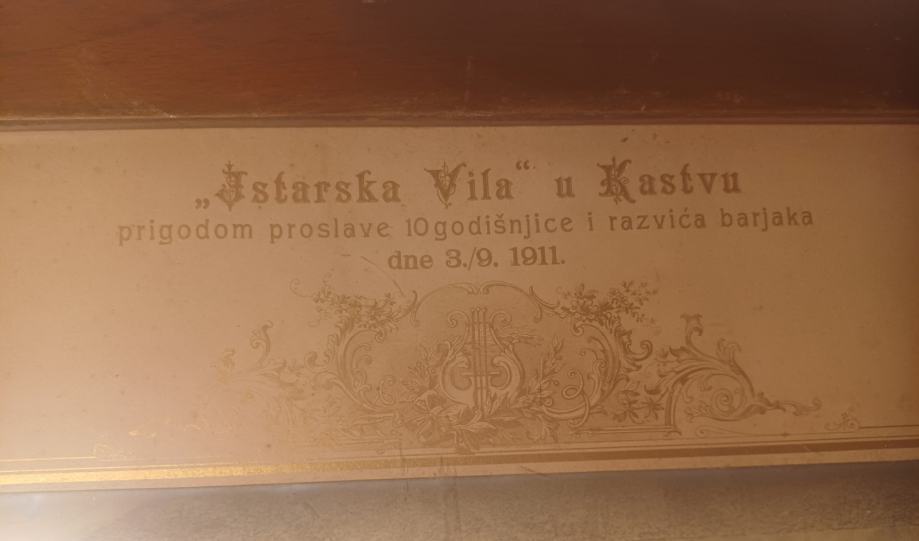 „Istarska Vila“ u Kastvu
prigodom proslave 10godišnjice i razvića barjaka
dne 3./9. 1911.